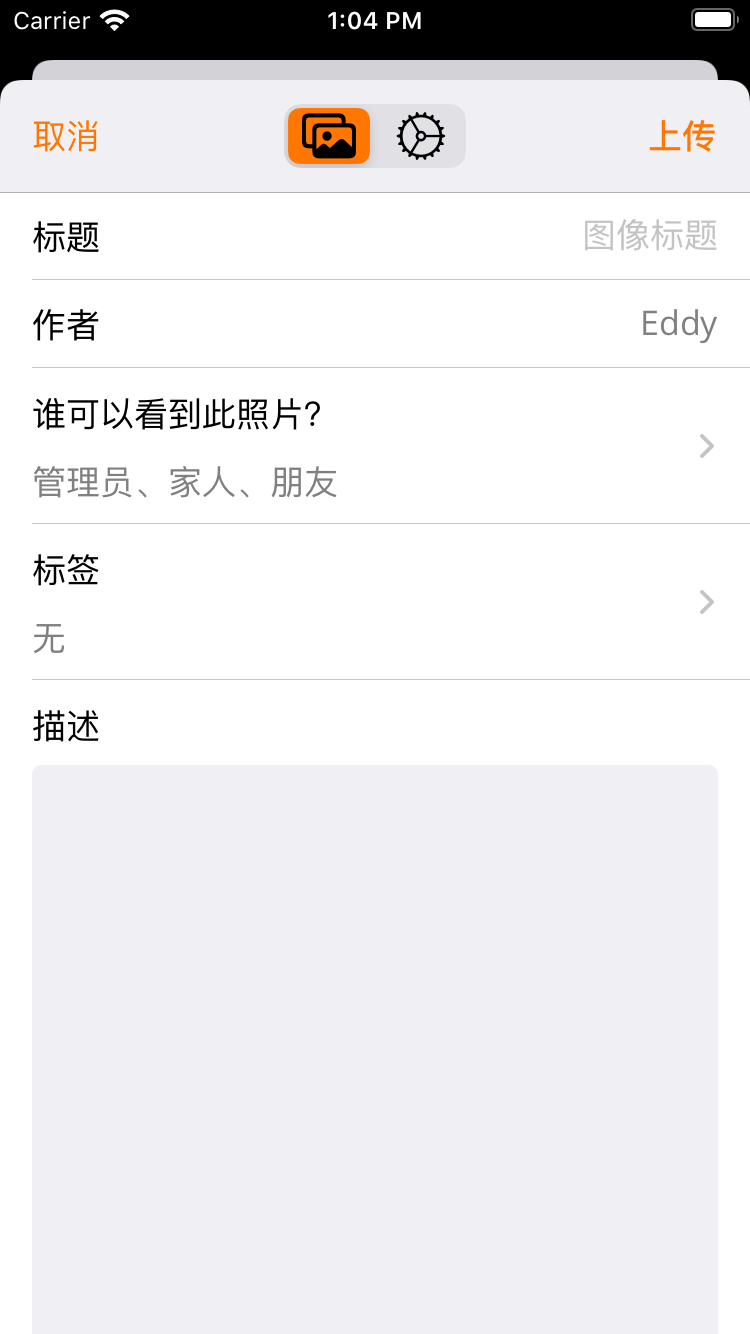 Carrier 1:04 PM
取消 上传
标题 图像标题
作者 Eddy
谁可以看到此照片?
管理员、家人、朋友
标签
无
描述